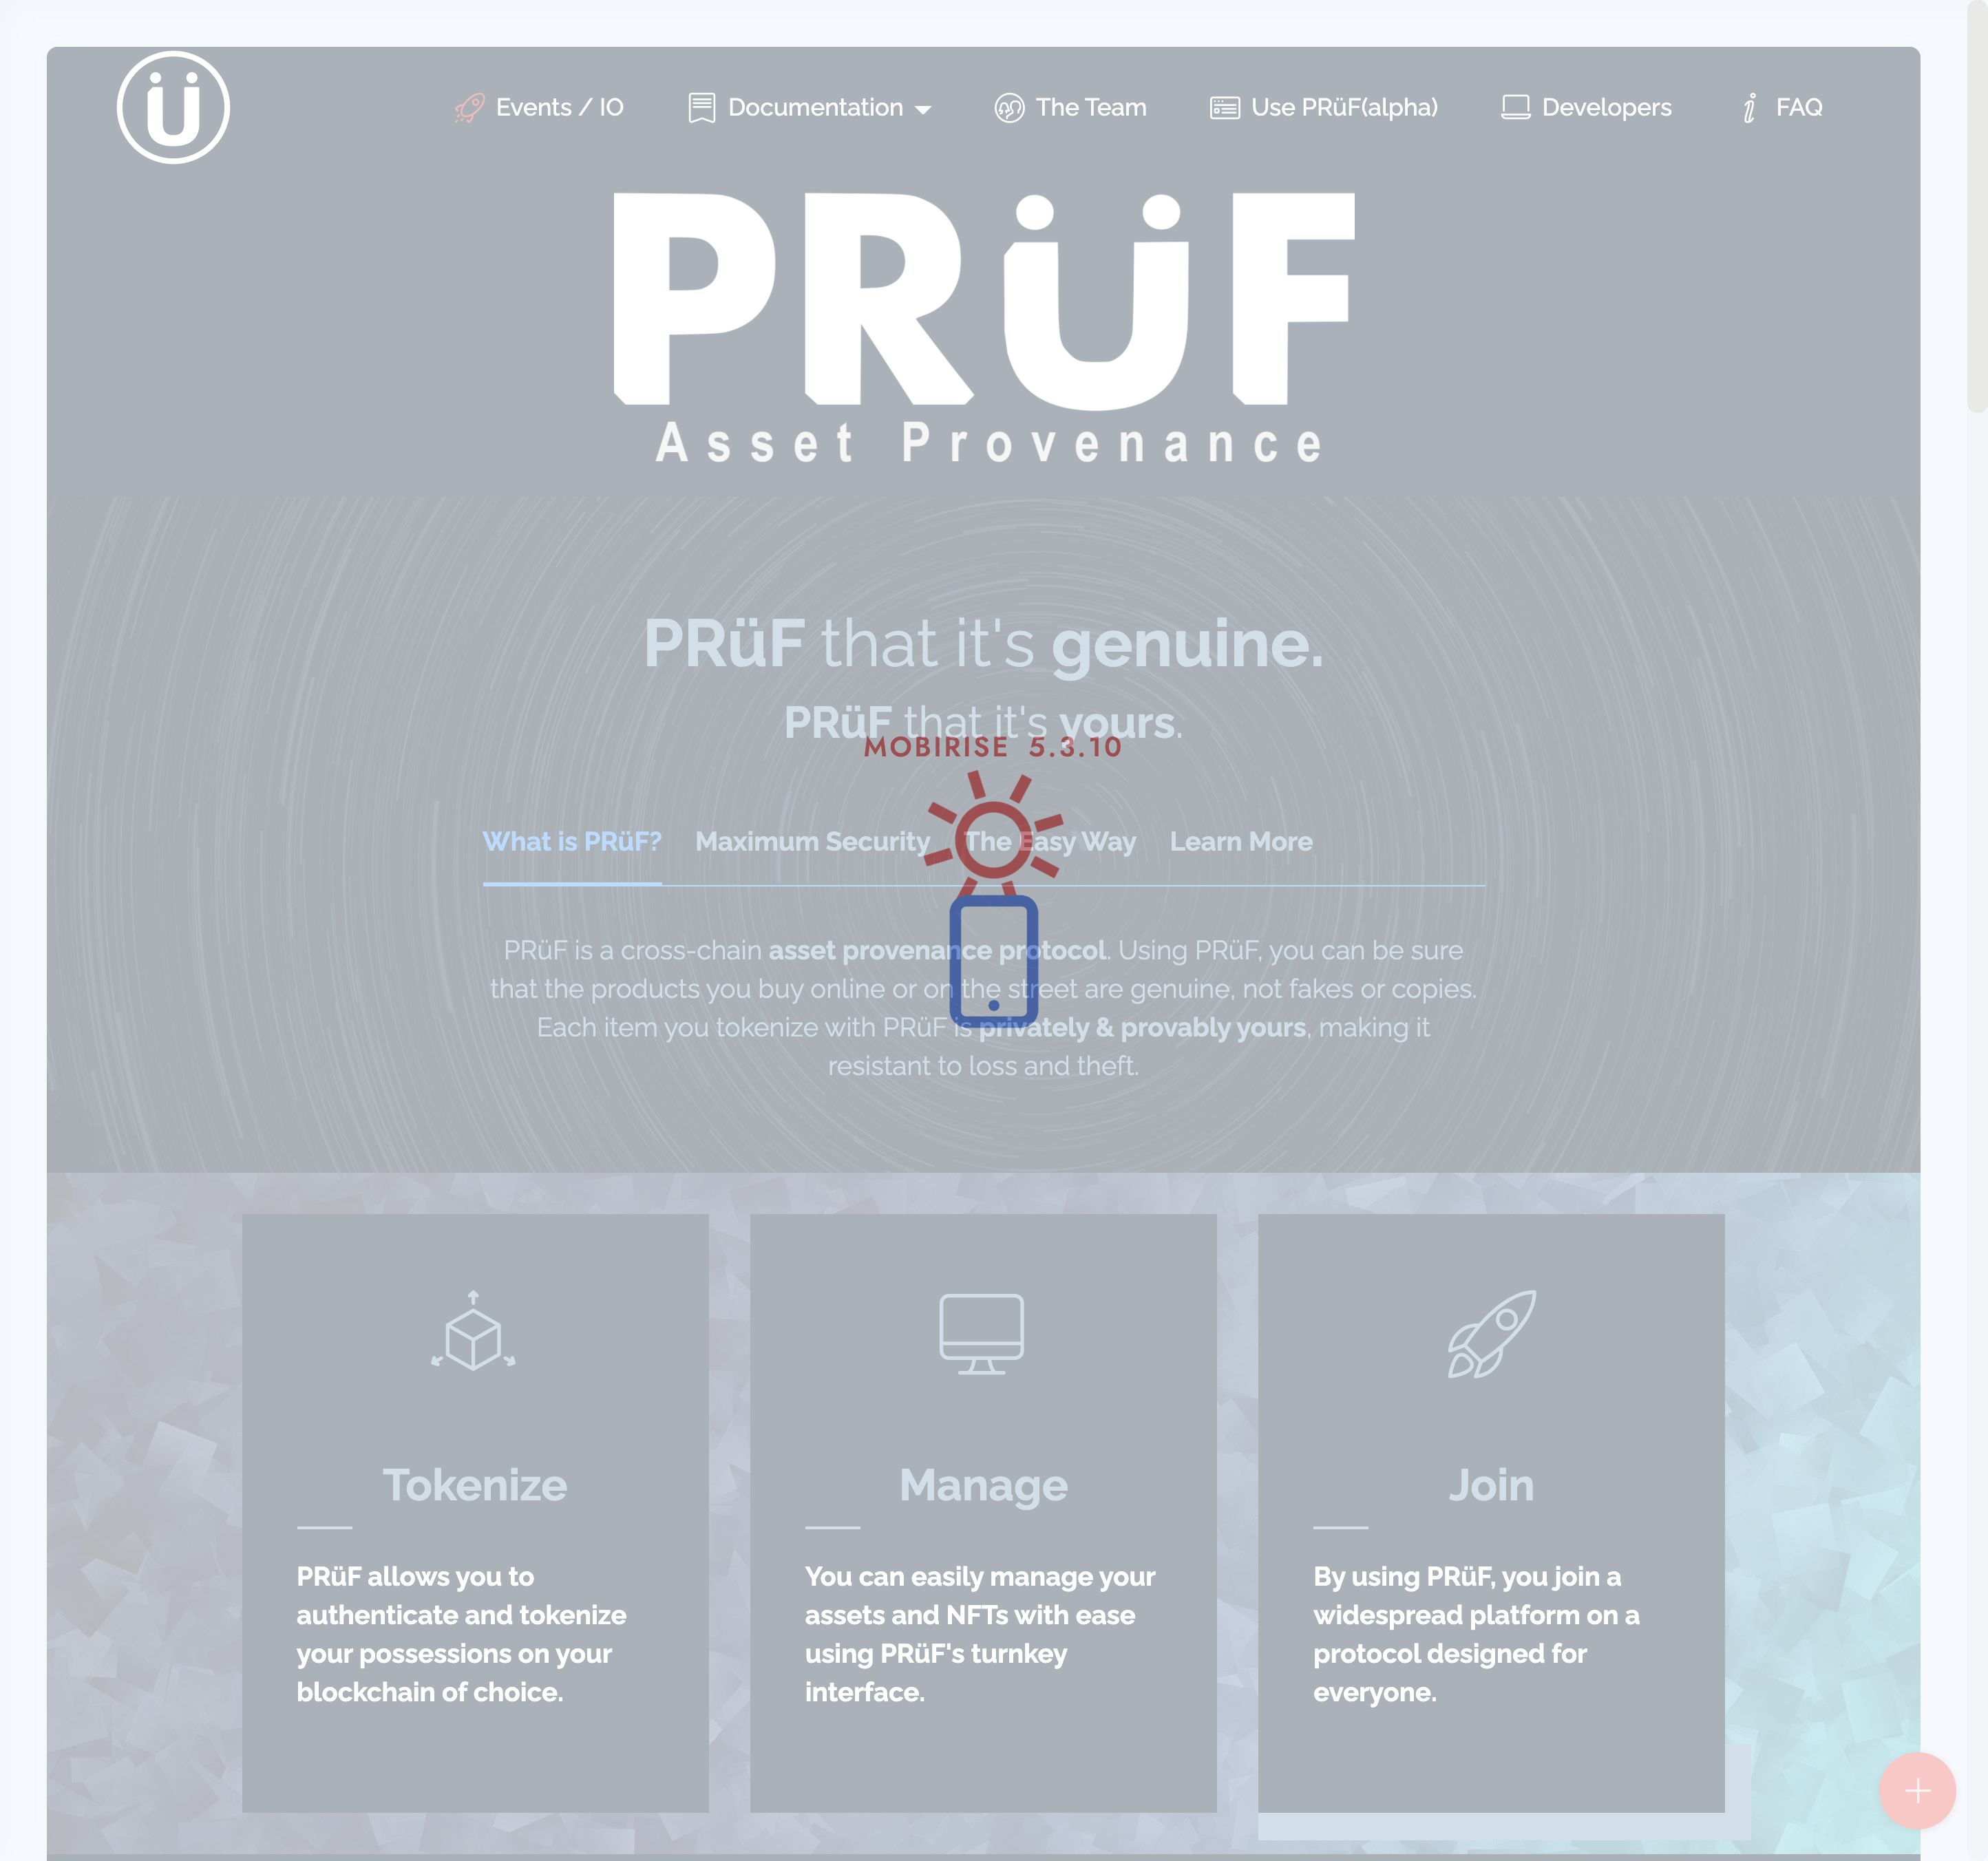 Ü
Events / IO
Documentation
The Team
Use PRüF(alpha)
Developers
FAQ
PRÜF
Asset Provenance
PRüF that it's genuine.
PRüF that it's yours.
MOBIRISE 5.3.10
What is PRüF?
Maximum Security
The Easy Way
Learn More
PRüF is a cross-chain asset provenance protocol. Using PRüF, you can be sure
that the products you buy online or on the street are genuine, not fakes or copies.
Each item you tokenize with PRüF is privately & provably yours, making it
resistant to loss and theft.
Tokenize
PRüF allows you to
authenticate and tokenize
your possessions on your
blockchain of choice.
Manage
You can easily manage your
assets and NFTs with ease
using PRüF's turnkey
interface.
Join
By using PRüF, you join a
widespread platform on a
protocol designed for
everyone.